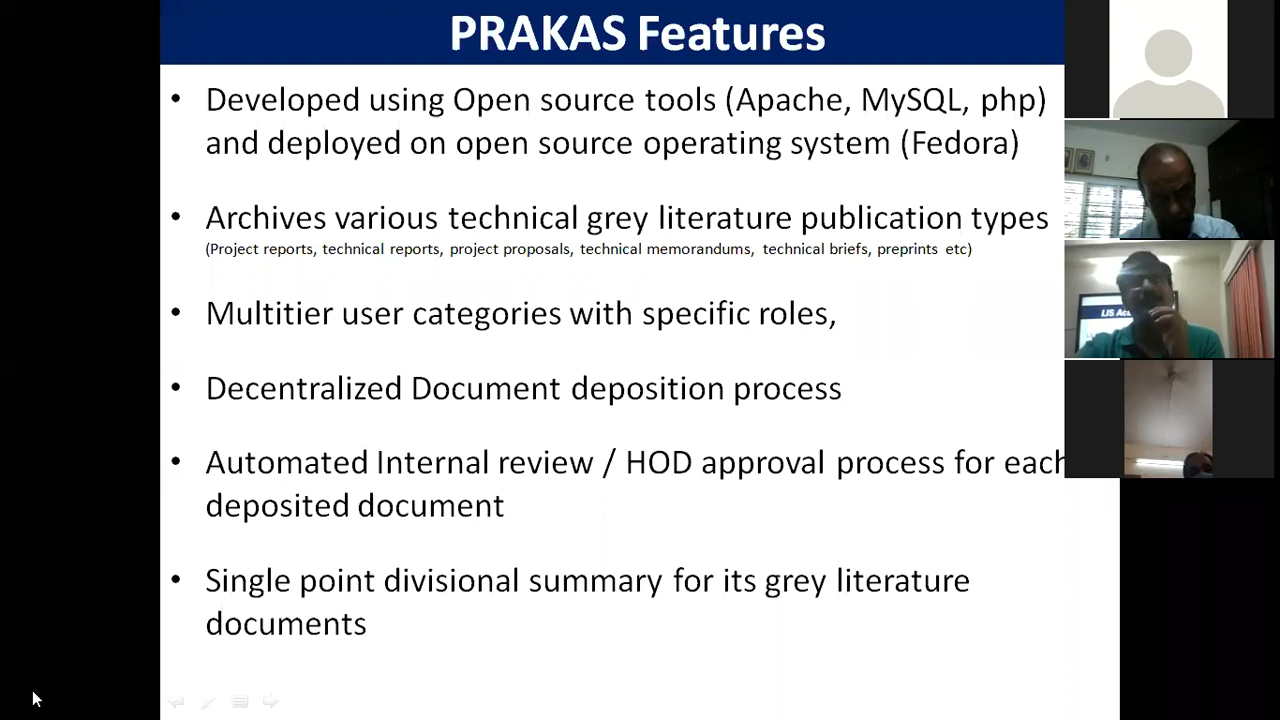 PRAKAS Features
• Developed using Open source tools (Apache, MySQL, php)
and deployed on open source operating system (Fedora)
• Archives various technical grey literature publication types
(Project reports, technical reports, project proposals, technical memorandums, technical briefs, preprints etc)
• Multitier user categories with specific roles,
• Decentralized Document deposition process
• Automated Internal review / HOD approval process for each
deposited document
• Single point divisional summary for its grey literature
documents
LIS